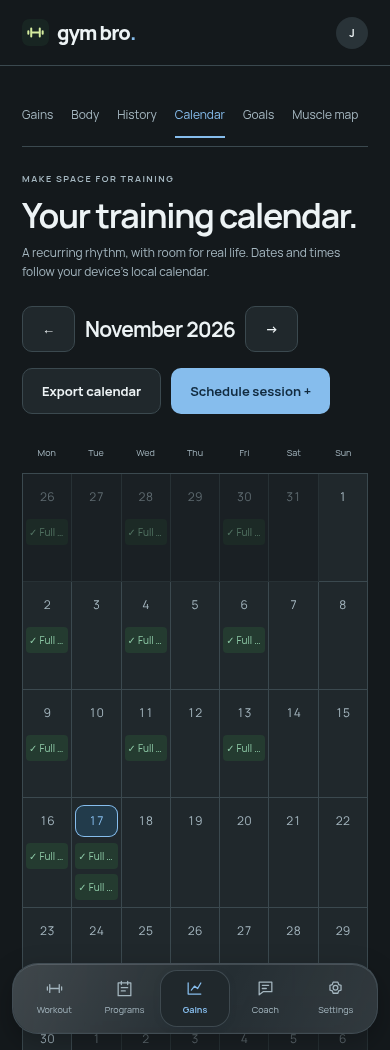 gym bro.
J
Gains Body History Calendar Goals Muscle map
MAKE SPACE FOR TRAINING
Your training calendar.
A recurring rhythm, with room for real life. Dates and times
follow your device's local calendar.
← November 2026 →
Export calendar Schedule session +
Mon Tue Wed Thu Fri Sat Sun
26 27 28 29 30 31 1
✓ Full ... ✓ Full ... ✓ Full ...
2 3 4 5 6 7 8
✓ Full ... ✓ Full ... ✓ Full ...
9 10 11 12 13 14 15
✓ Full ... ✓ Full ... ✓ Full ...
16 17 18 19 20 21 22
✓ Full ... ✓ Full ...
✓ Full ...
23 24 25 26 27 28 29
Workout Programs Gains Coach Settings
30 1 2 3 4 5 6